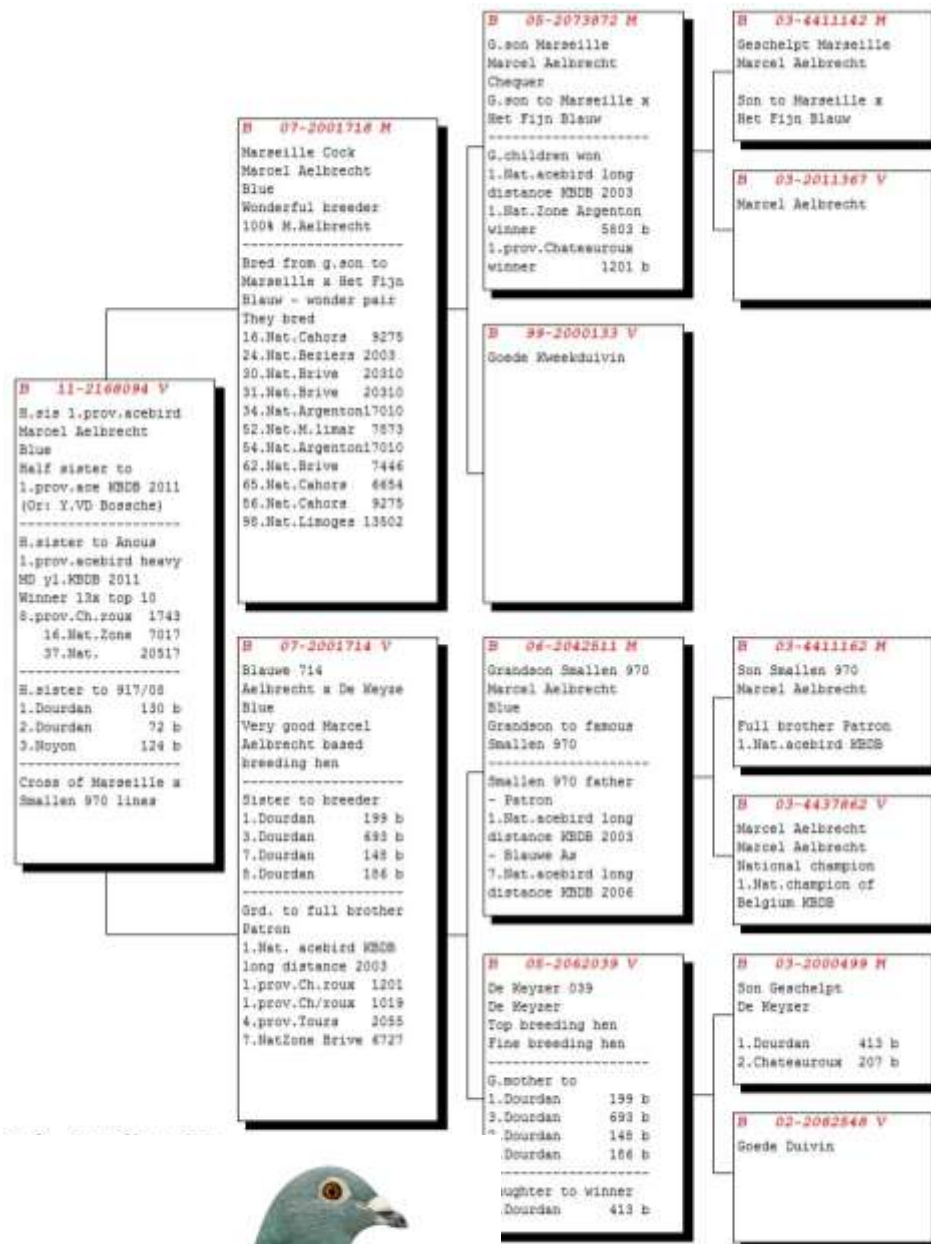 B 11-2168094 V
H.sis 1.prov.acebird
Marcel Aelbrecht
Blue
Half sister to
1.prov.ace KBDB 2011
(Or: Y.VD Bossche)
--------------------
H.sister to Anous
1.prov.acebird heavy
MD yl.KBDB 2011
Winner 13x top 10
8.prov.Ch.roux 1743
16.Nat.Zone 7017
37.Nat. 20517
--------------------
H.sister to 917/08
1.Dourdan 130 b
2.Dourdan 72 b
3.Noyon 124 b
--------------------
Cross of Marseille x
Smallen 970 lines
B 07-2001718 M
Marseille Cock
Marcel Aelbrecht
Blue
Wonderful breeder
100% M.Aelbrecht
--------------------
Bred from g.son to
Marseille x Het Fijn
Blauw - wonder pair
They bred
16.Nat.Cahors 9275
24.Nat.Beziers 2003
30.Nat.Brive 20310
31.Nat.Brive 20310
34.Nat.Argenton17010
52.Nat.M.limar 7873
54.Nat.Argenton17010
62.Nat.Brive 7446
65.Nat.Cahors 6654
86.Nat.Cahors 9275
98.Nat.Limoges 13502
B 07-2001714 V
Blauwe 714
Aelbrecht x De Keyze
Blue
Very good Marcel
Aelbrecht based
breeding hen
--------------------
Sister to breeder
1.Dourdan 199 b
3.Dourdan 693 b
7.Dourdan 148 b
8.Dourdan 186 b
--------------------
Grd. to full brother
Patron
1.Nat. acebird KBDB
long distance 2003
1.prov.Ch.roux 1201
1.prov.Ch/roux 1019
4.prov.Tours 2055
7.NatZone Brive 6727
B 05-2073872 M
G.son Marseille
Marcel Aelbrecht
Chequer
G.son to Marseille x
Het Fijn Blauw
--------------------
G.children won
1.Nat.acebird long
distance KBDB 2003
1.Nat.Zone Argenton
winner 5803 b
1.prov.Chateauroux
winner 1201 b
B 99-2000133 V
Goede Kweekduivin
B 06-2042511 M
Grandson Smallen 970
Marcel Aelbrecht
Blue
Grandson to famous
Smallen 970
--------------------
Smallen 970 father
- Patron
1.Nat.acebird long
distance KBDB 2003
- Blauwe As
7.Nat.acebird long
distance KBDB 2006
B 05-2062039 V
De Keyzer 039
De Keyzer
Top breeding hen
Fine breeding hen
--------------------
G.mother to
1.Dourdan 199 b
3.Dourdan 693 b
.Dourdan 148 b
.Dourdan 186 b
--------------------
aughter to winner
.Dourdan 413 b
B 03-4411142 M
Geschelpt Marseille
Marcel Aelbrecht
Son to Marseille x
Het Fijn Blauw
B 03-2011367 V
Marcel Aelbrecht
B 03-4411162 M
Son Smallen 970
Marcel Aelbrecht
Full brother Patron
1.Nat.acebird KBDB
B 03-4437862 V
Marcel Aelbrecht
Marcel Aelbrecht
National champion
1.Nat.champion of
Belgium KBDB
B 03-2000499 M
Son Geschelpt
De Keyzer
1.Dourdan 413 b
2.Chateauroux 207 b
B 02-2082548 V
Goede Duivin